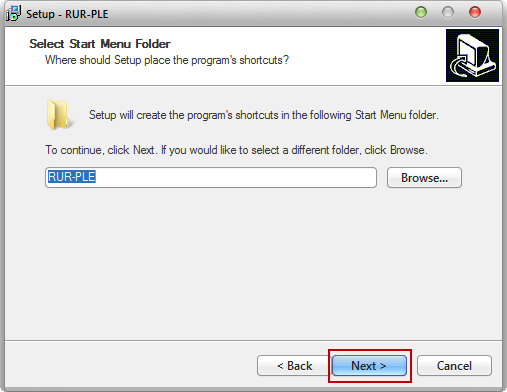 Setup - RUR-PLE
Select Start Menu Folder
Where should Setup place the program's shortcuts?
Setup will create the program's shortcuts in the following Start Menu folder.
To continue, click Next. If you would like to select a different folder, click Browse.
RUR-PLE
Browse...
< Back
Next >
Cancel